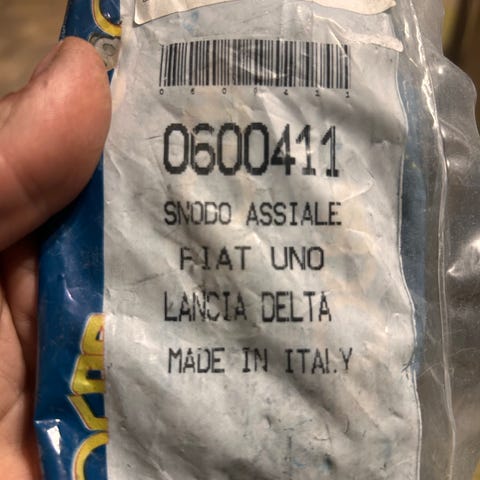 0600411
0600411
SNODO ASSIALE
FIAT UNO
LANCIA DELTA
MADE IN ITALY